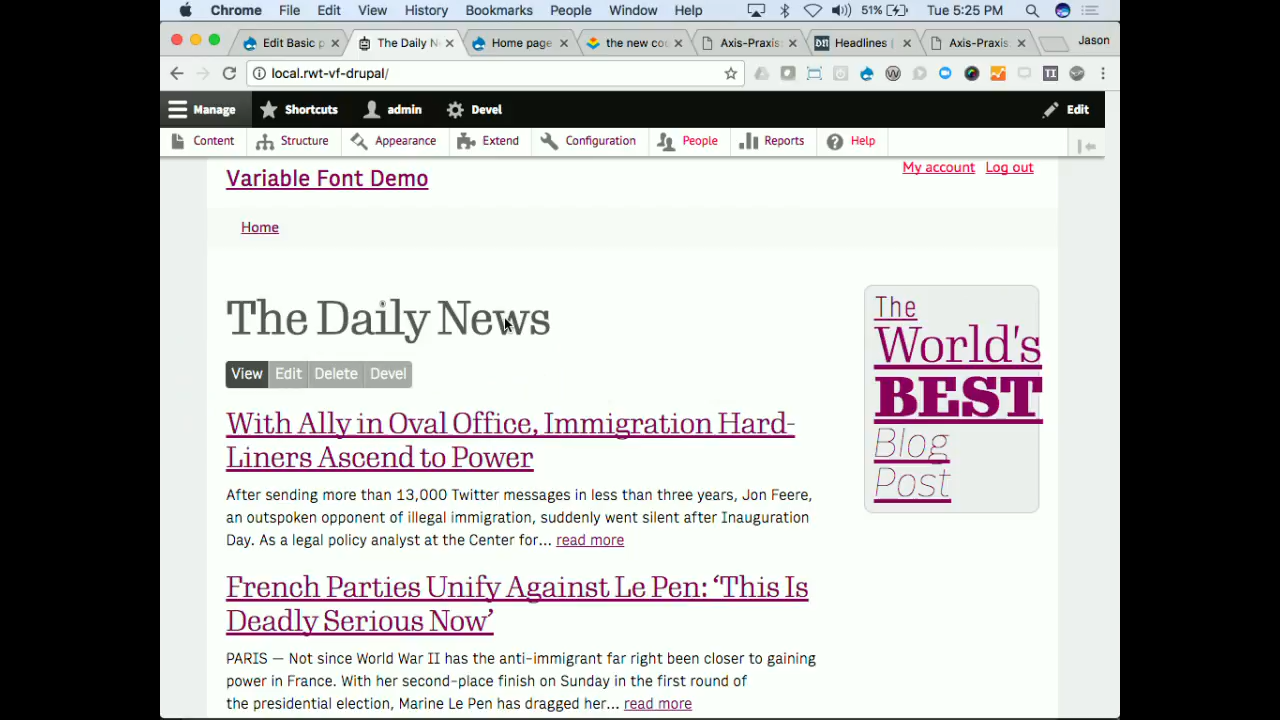 Chrome File Edit View History Bookmarks People Window Help 51% Tue 5:25 PM
Edit Basic p The Daily N Home page the new co Axis-Praxis Headlines | Axis-Praxis Jason
local.rwt-vf-drupal/
Manage Shortcuts admin Devel Edit
Content Structure Appearance Extend Configuration People Reports Help
My account Log out
Variable Font Demo
Home
The Daily News
View Edit Delete Devel
With Ally in Oval Office, Immigration Hard-
Liners Ascend to Power
After sending more than 13,000 Twitter messages in less than three years, Jon Feere,
an outspoken opponent of illegal immigration, suddenly went silent after Inauguration
Day. As a legal policy analyst at the Center for... read more
French Parties Unify Against Le Pen: ‘This Is
Deadly Serious Now’
PARIS — Not since World War II has the anti-immigrant far right been closer to gaining
power in France. With her second-place finish on Sunday in the first round of
the presidential election, Marine Le Pen has dragged her... read more
The
World's
BEST
Blog
Post